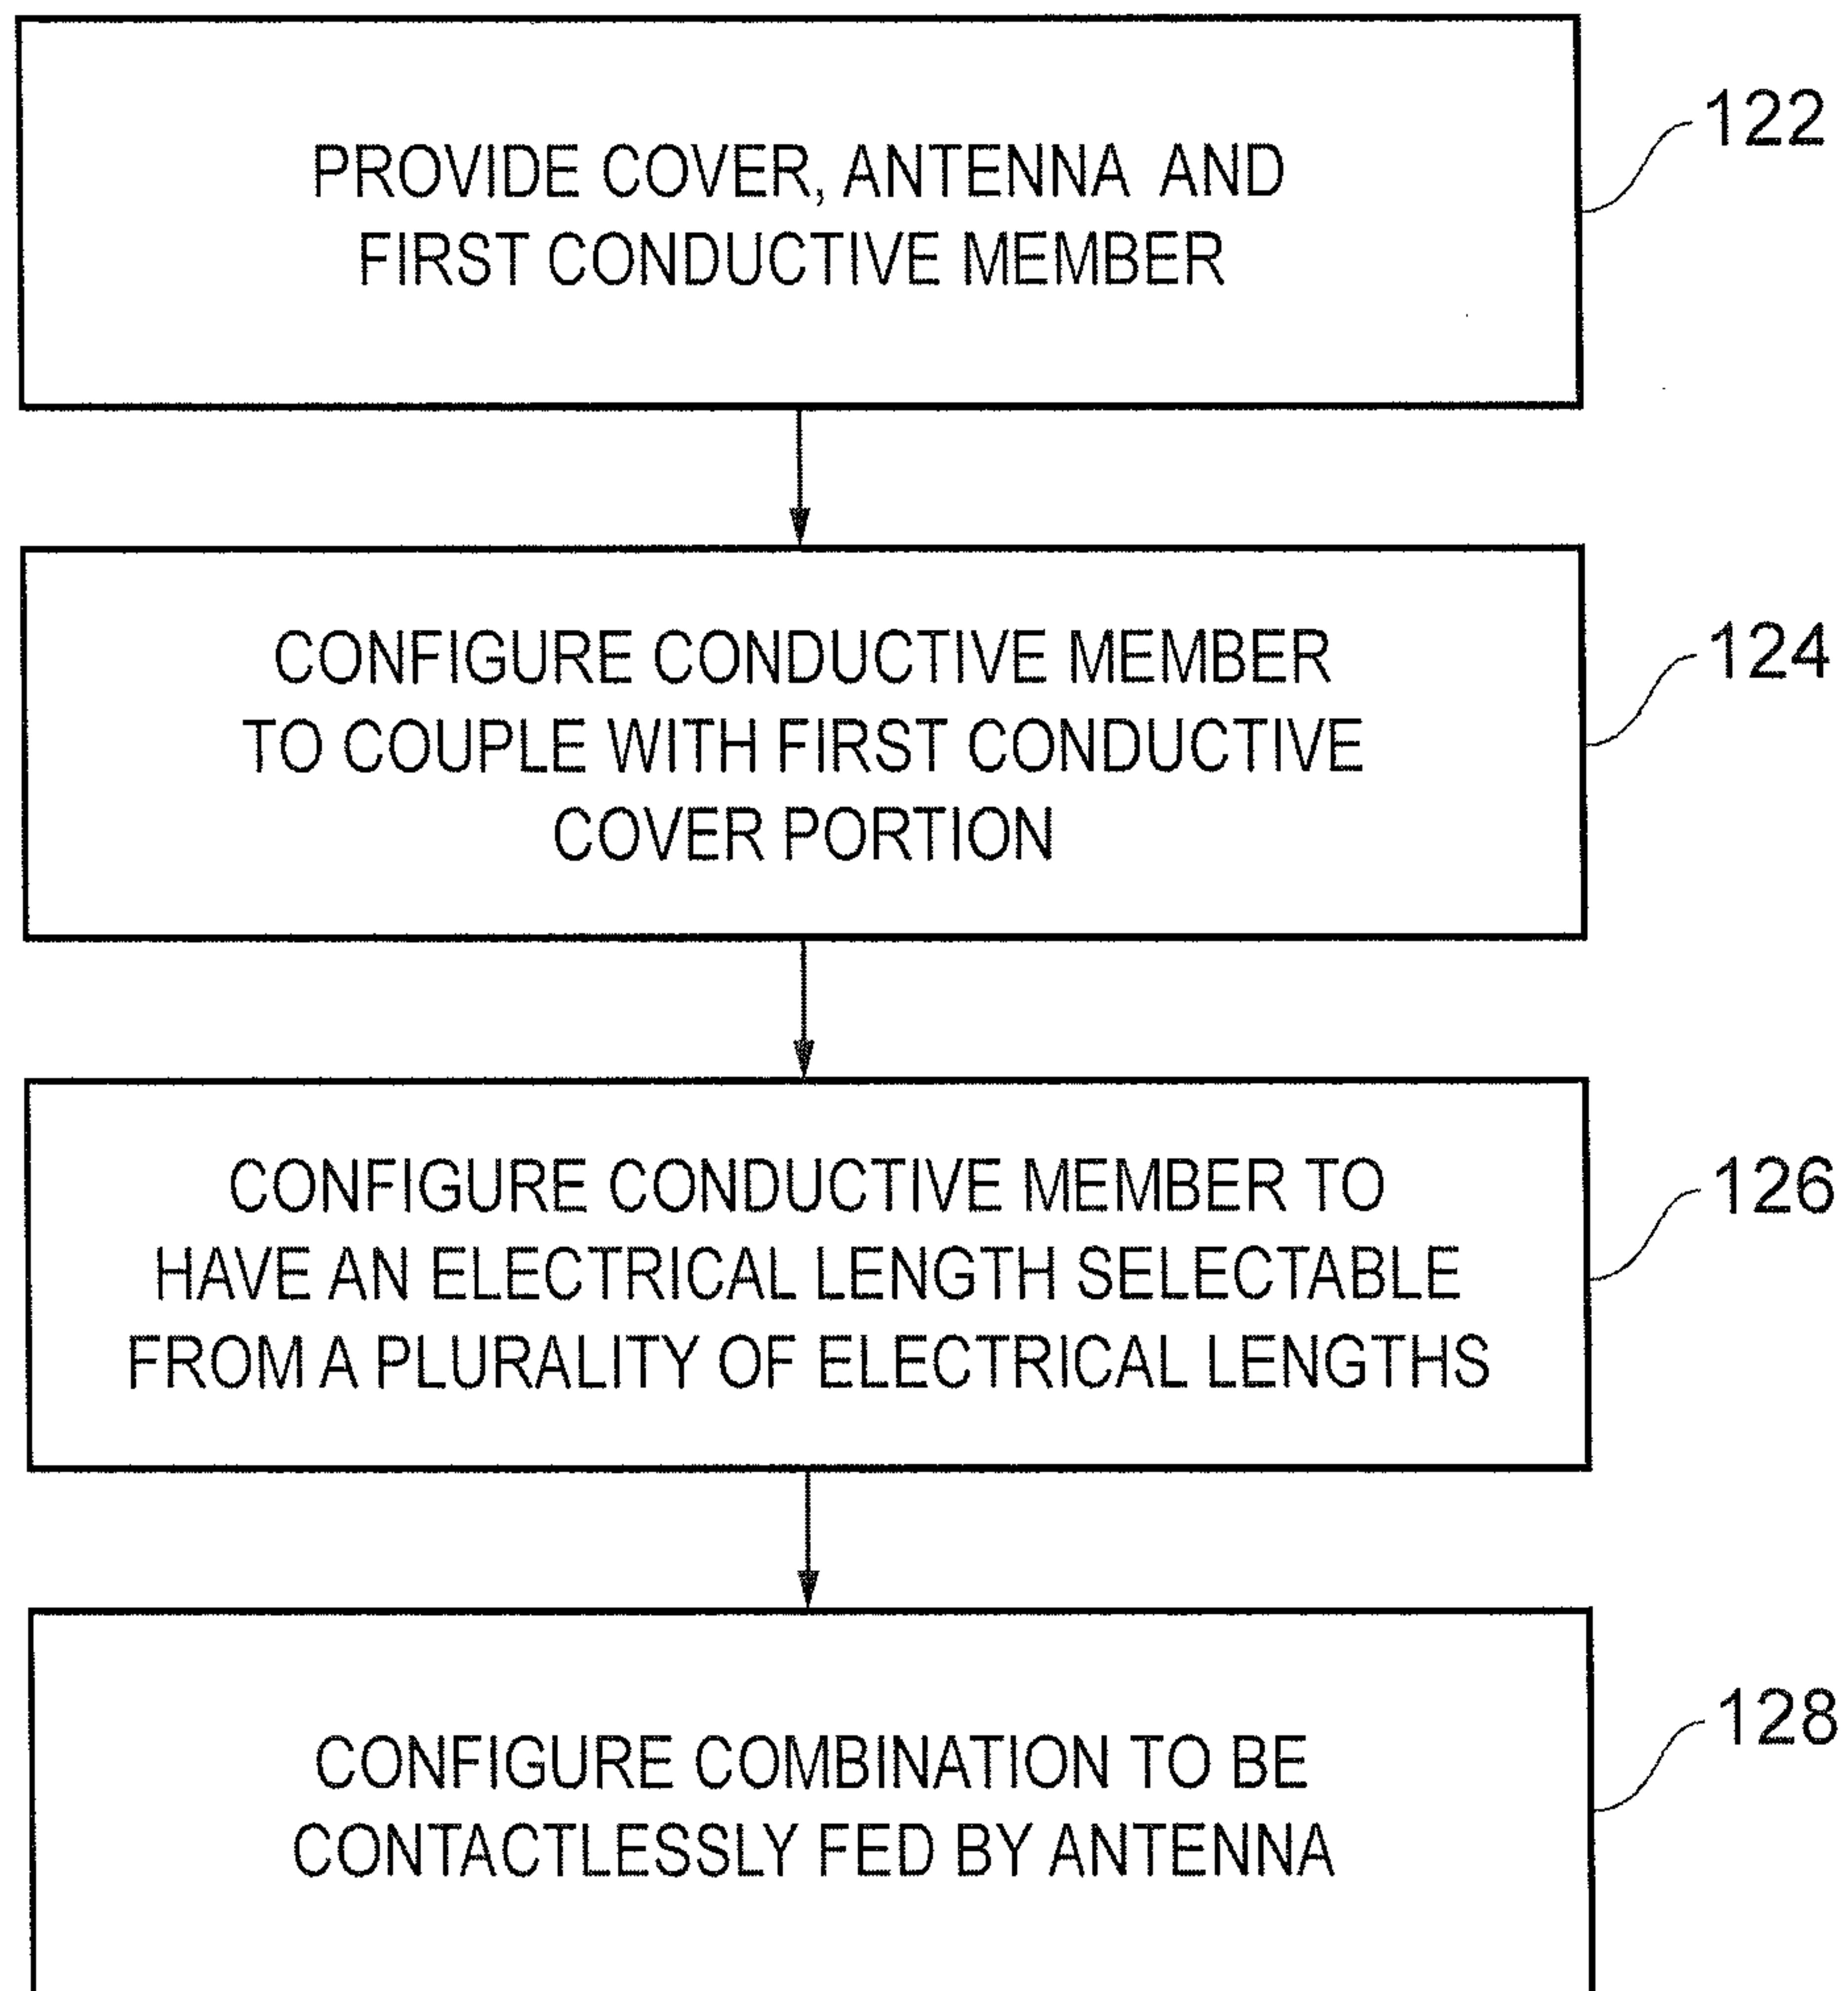 PROVIDE COVER, ANTENNA AND
FIRST CONDUCTIVE MEMBER
122
CONFIGURE CONDUCTIVE MEMBER
TO COUPLE WITH FIRST CONDUCTIVE
COVER PORTION
124
CONFIGURE CONDUCTIVE MEMBER TO
HAVE AN ELECTRICAL LENGTH SELECTABLE
FROM A PLURALITY OF ELECTRICAL LENGTHS
126
CONFIGURE COMBINATION TO BE
CONTACTLESSLY FED BY ANTENNA
128